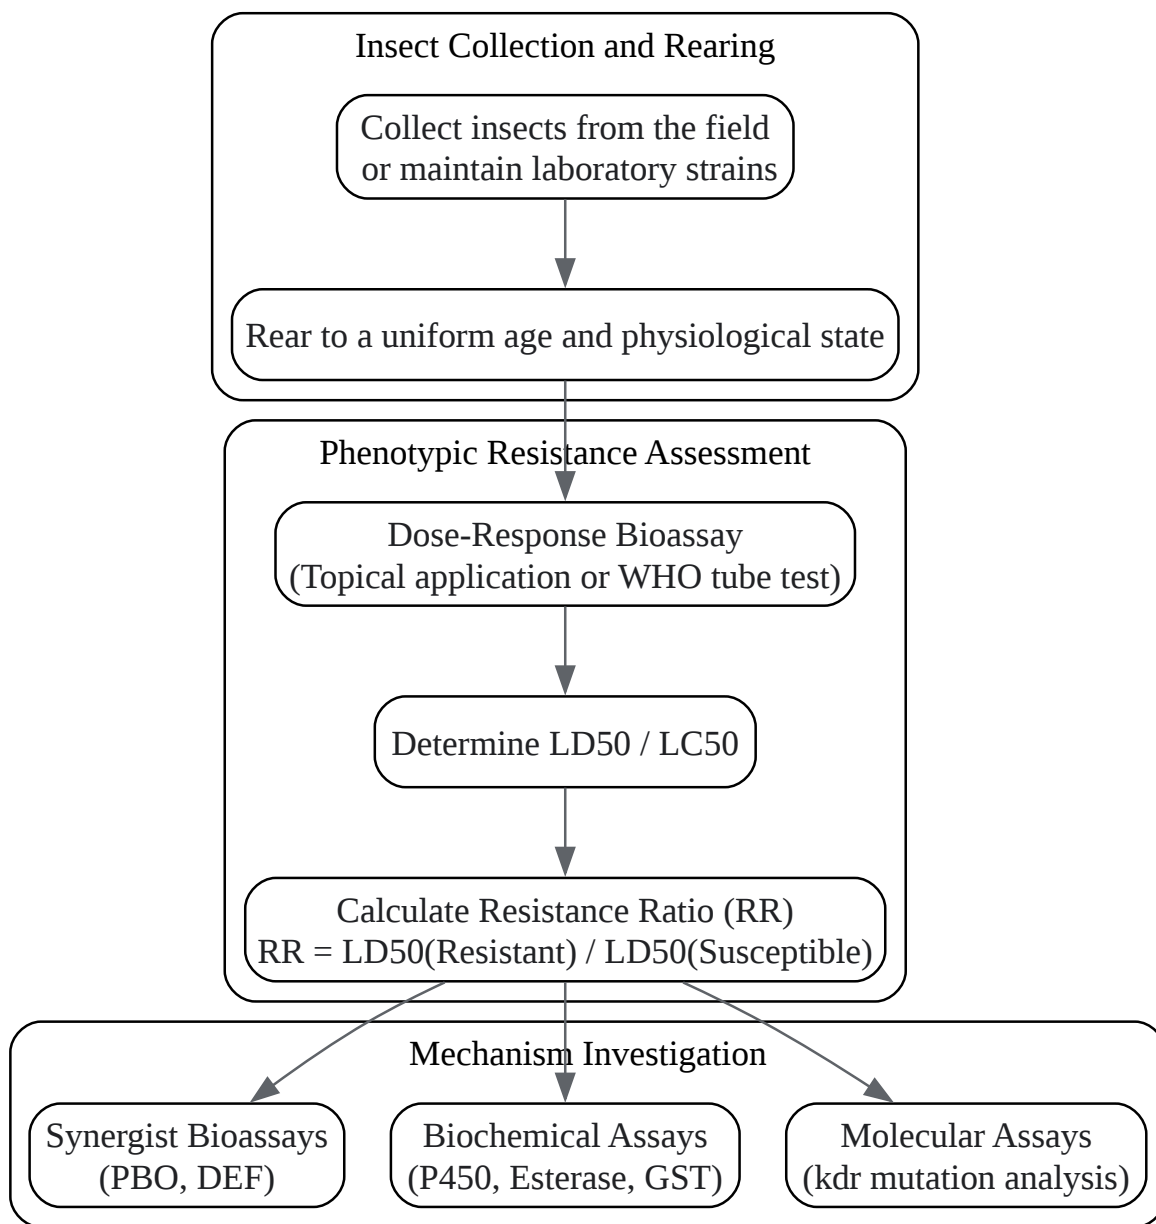 Insect Collection and Rearing
Collect insects from the field
or maintain laboratory strains
Rear to a uniform age and physiological state
Phenotypic Resistance Assessment
Dose-Response Bioassay
(Topical application or WHO tube test)
Determine LD50 / LC50
Calculate Resistance Ratio (RR)
RR = LD50(Resistant) / LD50(Susceptible)
Mechanism Investigation
Synergist Bioassays
(PBO, DEF)
Biochemical Assays
(P450, Esterase, GST)
Molecular Assays
(kdr mutation analysis)